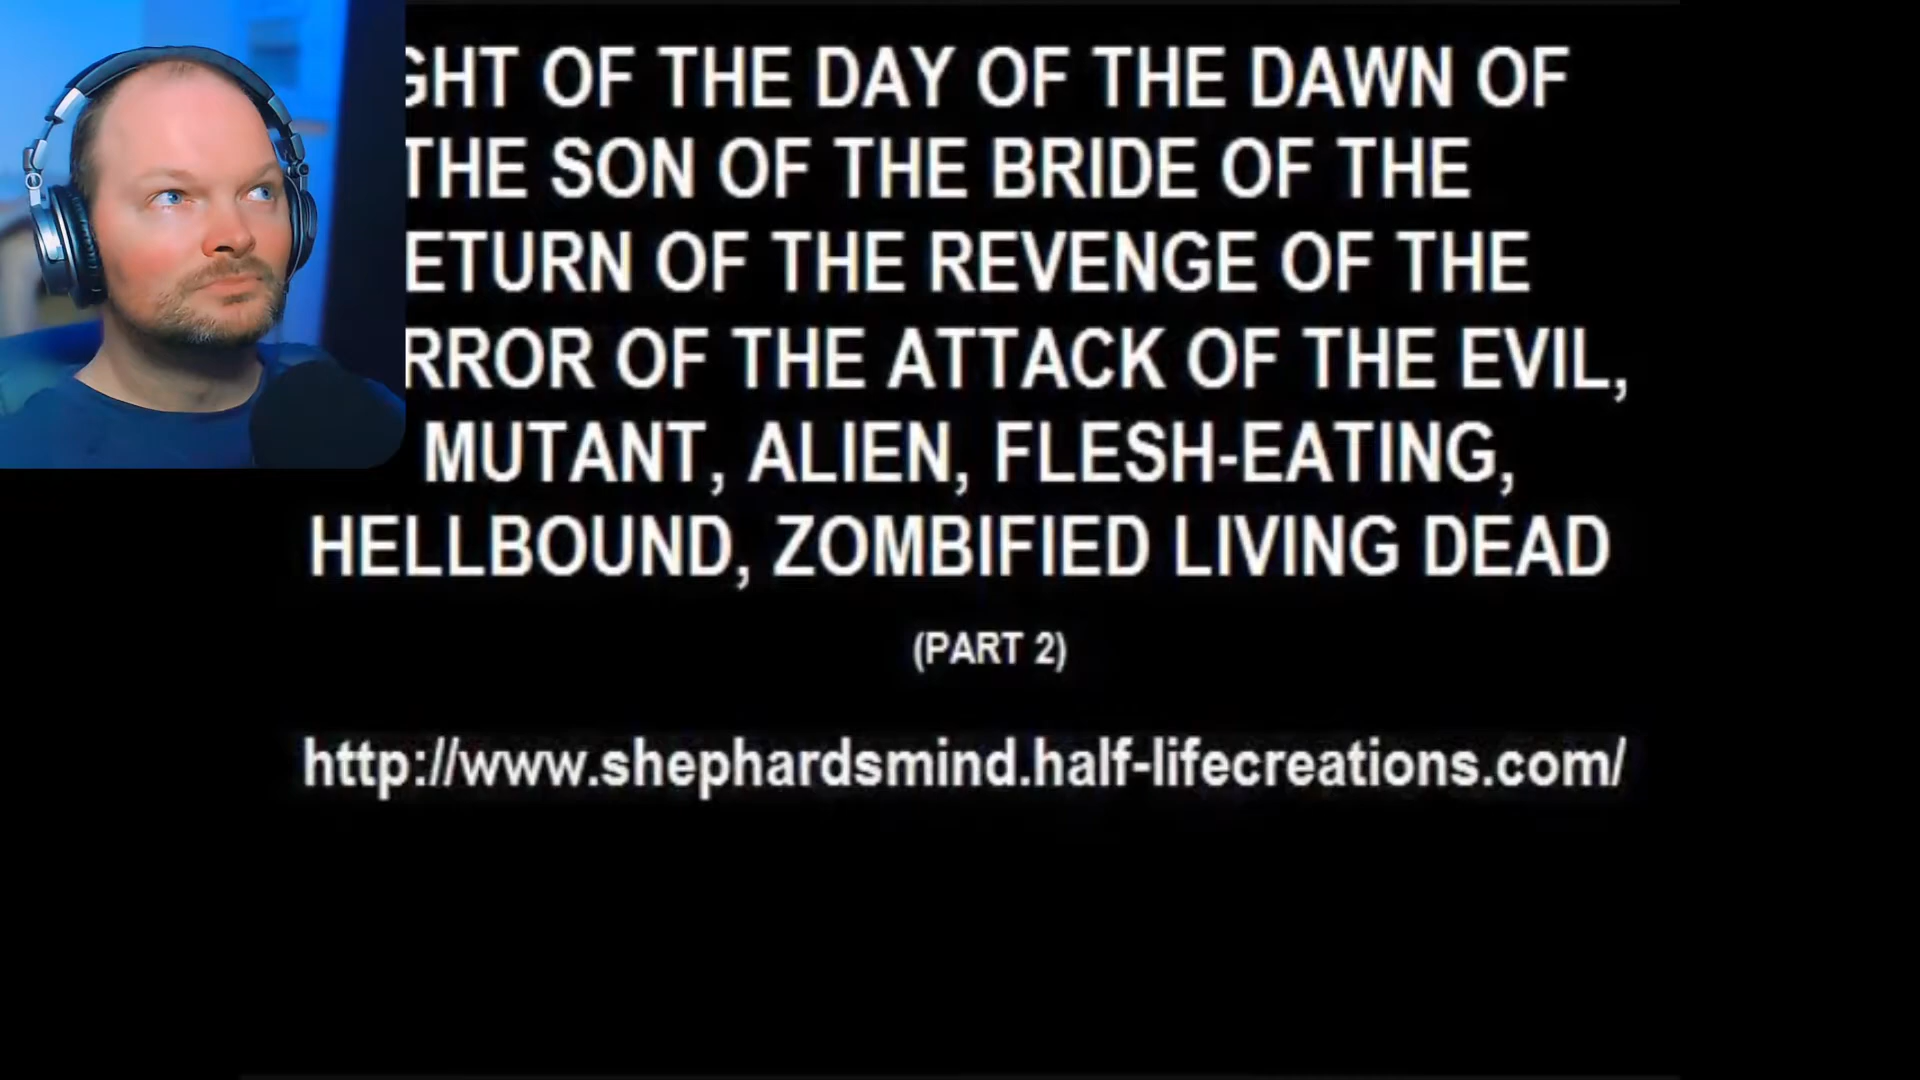 GHT OF THE DAY OF THE DAWN OF
THE SON OF THE BRIDE OF THE
ETURN OF THE REVENGE OF THE
RROR OF THE ATTACK OF THE EVIL,
MUTANT, ALIEN, FLESH-EATING,
HELLBOUND, ZOMBIFIED LIVING DEAD
(PART 2)
http://www.shephardsmind.half-lifecreations.com/